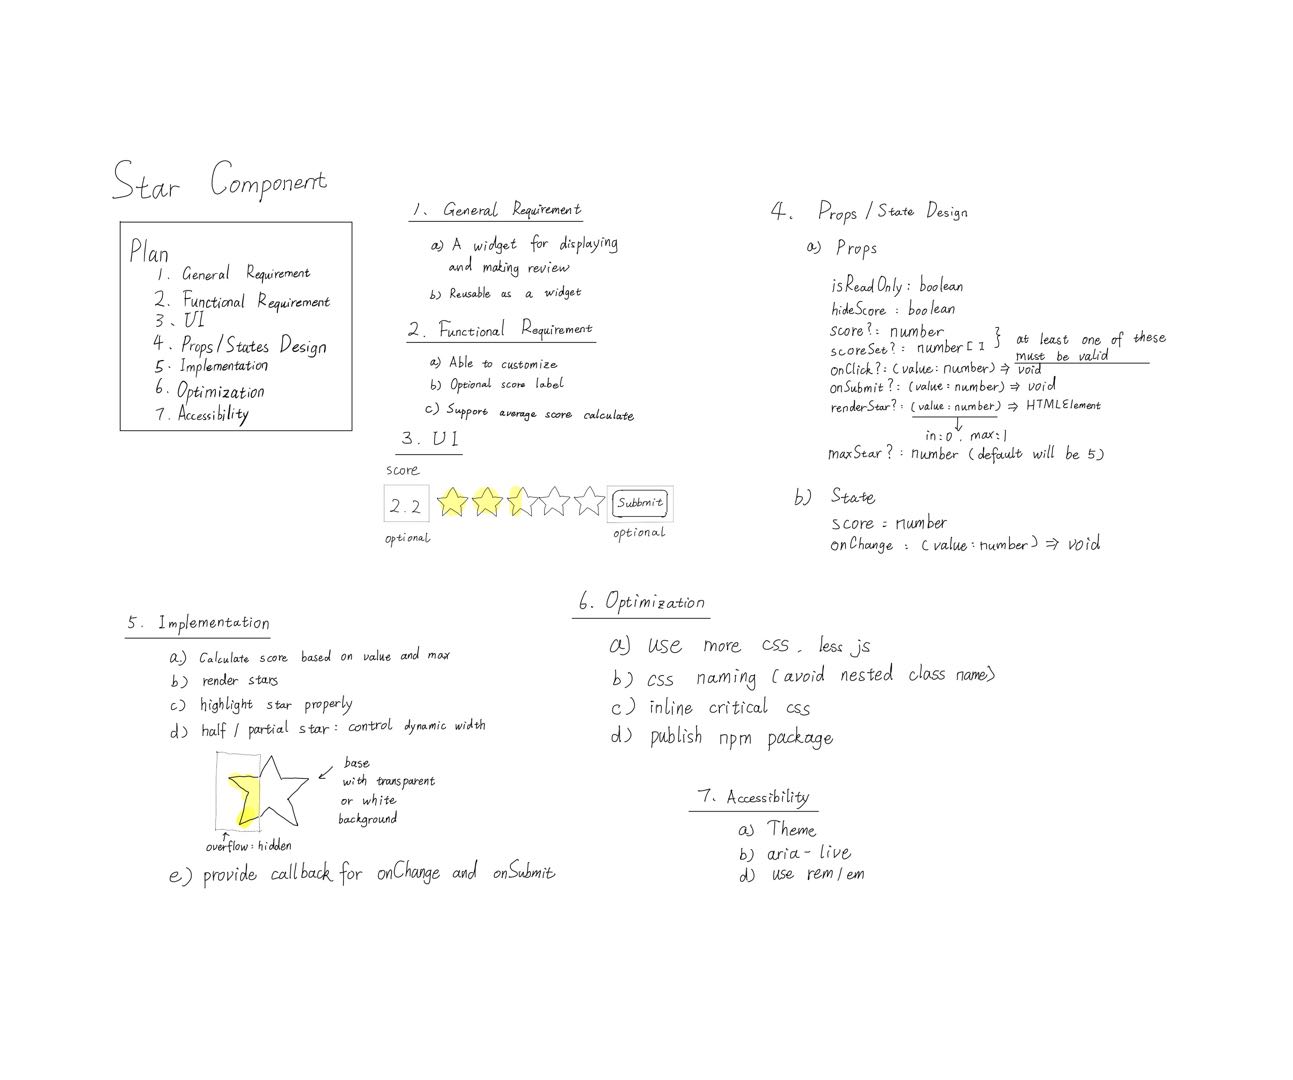 Star Component
Plan
1. General Requirement
2. Functional Requirement
3. UI
4. Props/States Design
5. Implementation
6. Optimization
7. Accessibility
1. General Requirement
a) A widget for displaying
and making review
b) Reusable as a widget
2. Functional Requirement
a) Able to customize
b) Optional score label
c) Support average score calculate
3. UI
score
2.2
Subbmit
optional
optional
4. Props / State Design
a) Props
isReadOnly : boolean
hideScore : boolean
score? : number
scoreSet? : number[]
} at least one of these
must be valid
onClick? : (value: number) ⇒ void
onSubmit? : (value: number) ⇒ void
renderStar? : (value: number) ⇒ HTMLElement
in:0. max:1
maxStar? : number (default will be 5)
b) State
score = number
onChange : (value: number) ⇒ void
5. Implementation
a.) Calculate score based on value and max
b) render stars
c) highlight star properly
d) half / partial star : control dynamic width
base
with transparent
or white
background
overflow: hidden
e) provide callback for onChange and onSubmit
6. Optimization
a) use more css. less js
b) css naming (avoid nested class name)
c) inline critical css
d) publish npm package
7. Accessibility
a) Theme
b) aria-live
d) use rem/em